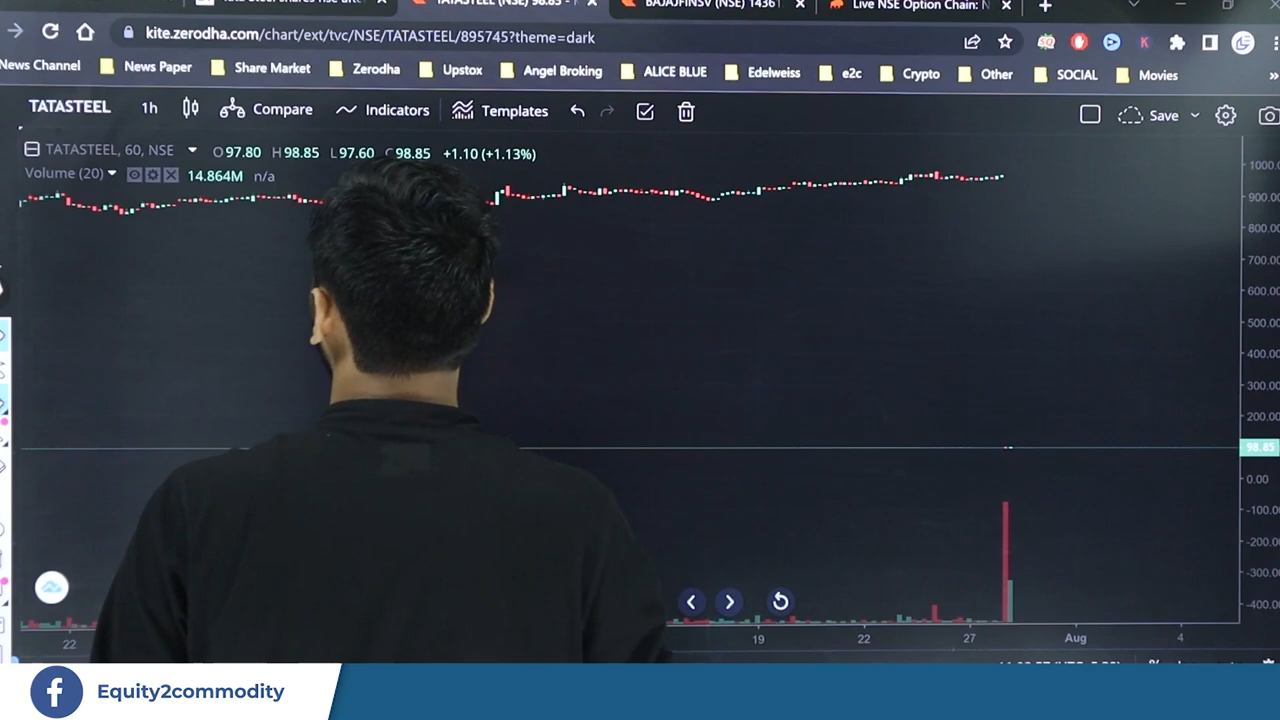 TATASTEEL (NSE) 98.85 -
BAJAJFINSV (NSE) 1436
Live NSE Option Chain: N
kite.zerodha.com/chart/ext/tvc/NSE/TATASTEEL/895745?theme=dark
News Channel News Paper Share Market Zerodha Upstox Angel Broking ALICE BLUE Edelweiss e2c Crypto Other SOCIAL Movies »
TATASTEEL 1h Compare Indicators Templates Save
TATASTEEL, 60, NSE O97.80 H98.85 L97.60 C98.85 +1.10 (+1.13%)
Volume (20) 14.864M n/a
1000.0
900.00
800.00
700.00
600.00
500.00
400.00
300.00
200.00
98.85
0.00
-100.00
-200.00
-300.00
-400.00
22 19 22 27 Aug 4
Equity2commodity